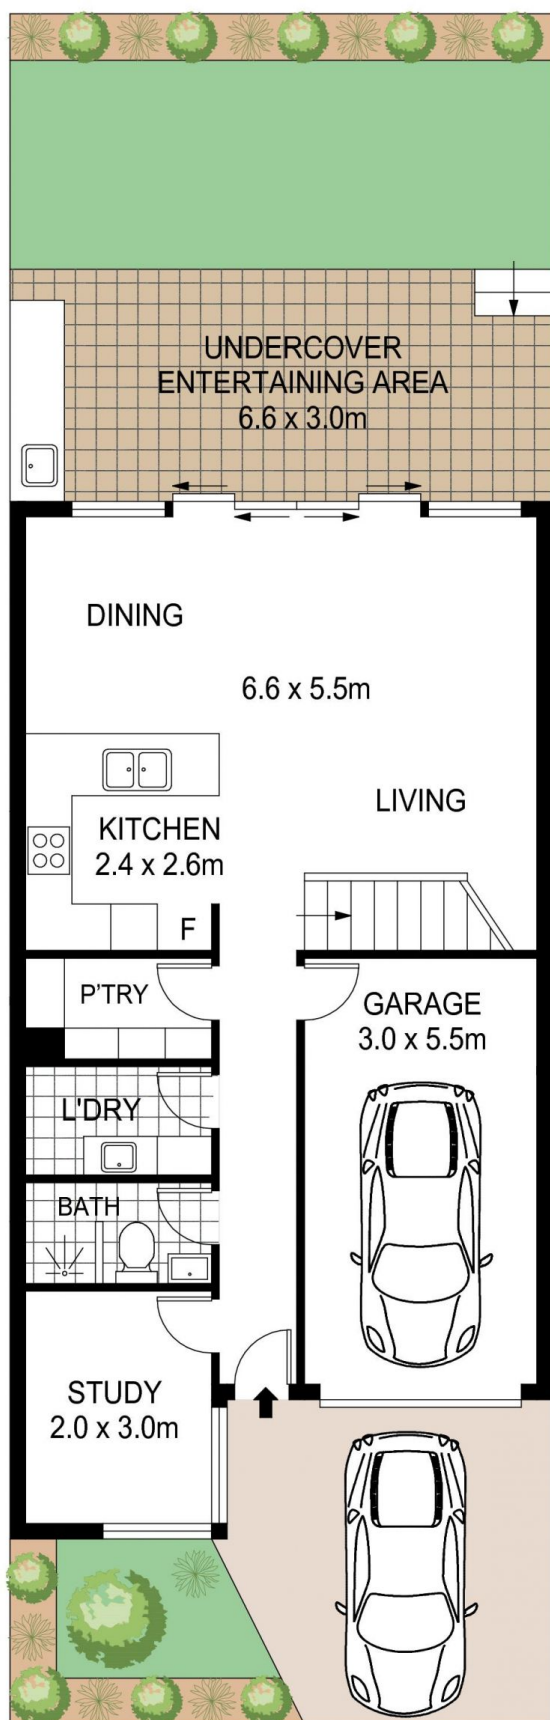 UNDERCOVER
ENTERTAINING AREA
6.6 x 3.0m
DINING
6.6 x 5.5m
LIVING
KITCHEN
2.4 x 2.6m
F
P'TRY
GARAGE
3.0 x 5.5m
L'DRY
BATH
STUDY
2.0 x 3.0m